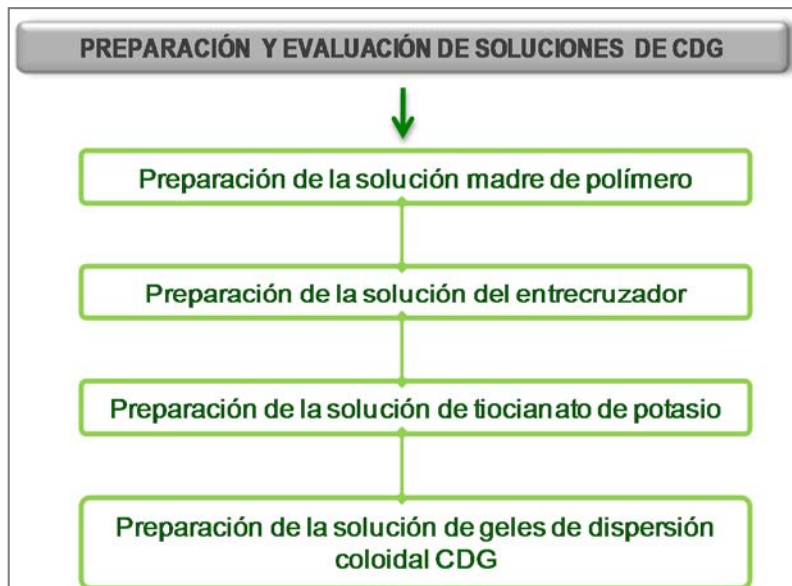 PREPARACIÓN Y EVALUACIÓN DE SOLUCIONES DE CDG
Preparación de la solución madre de polímero
Preparación de la solución del entrecruzador
Preparación de la solución de tiocianato de potasio
Preparación de la solución de geles de dispersión
coloidal CDG